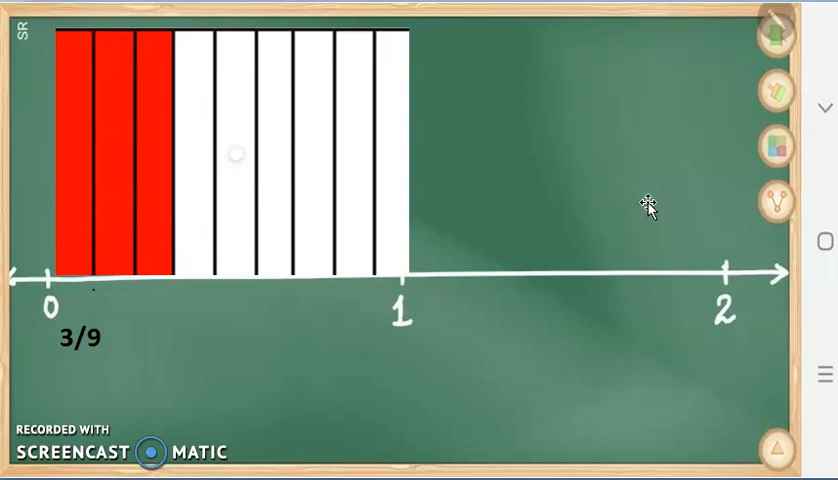 SR
0 1 2
3/9
RECORDED WITH
SCREENCAST MATIC